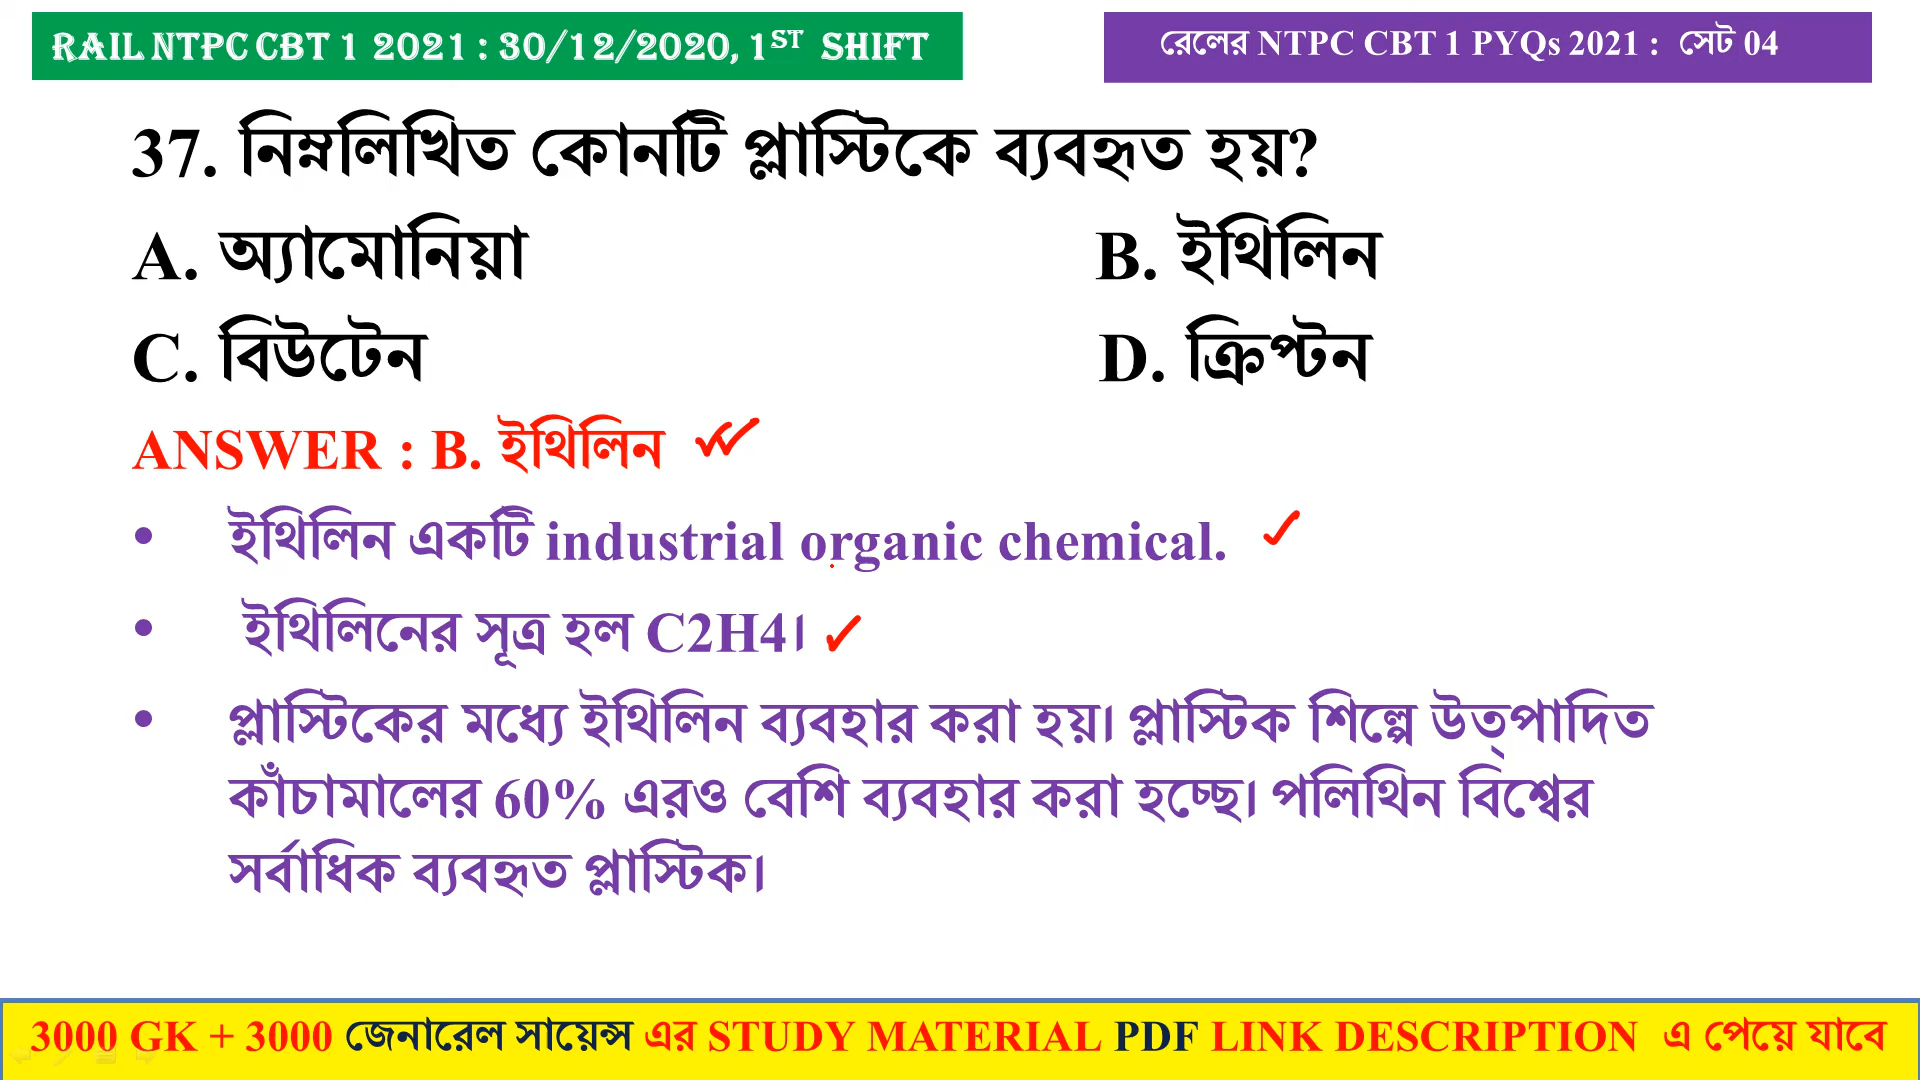 RAIL NTPC CBT 1 2021 : 30/12/2020, 1ST SHIFT
রেলের NTPC CBT 1 PYQs 2021 : সেট 04
37. নিম্নলিখিত কোনটি প্লাস্টিকে ব্যবহৃত হয়?
A. অ্যামোনিয়া B. ইথিলিন
C. বিউটেন D. ক্রিপ্টন
ANSWER : B. ইথিলিন
• ইথিলিন একটি industrial organic chemical.
• ইথিলিনের সূত্র হল C2H4।
• প্লাস্টিকের মধ্যে ইথিলিন ব্যবহার করা হয়। প্লাস্টিক শিল্পে উত্পাদিত
কাঁচামালের 60% এরও বেশি ব্যবহার করা হচ্ছে। পলিথিন বিশ্বের
সর্বাধিক ব্যবহৃত প্লাস্টিক।
3000 GK + 3000 জেনারেল সায়েন্স এর STUDY MATERIAL PDF LINK DESCRIPTION এ পেয়ে যাবে